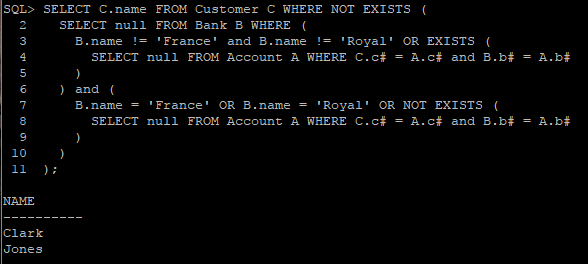 SQL> SELECT C.name FROM Customer C WHERE NOT EXISTS (
  2    SELECT null FROM Bank B WHERE (
  3      B.name != 'France' and B.name != 'Royal' OR EXISTS (
  4        SELECT null FROM Account A WHERE C.c# = A.c# and B.b# = A.b#
  5      )
  6    ) and (
  7      B.name = 'France' OR B.name = 'Royal' OR NOT EXISTS (
  8        SELECT null FROM Account A WHERE C.c# = A.c# and B.b# = A.b#
  9      )
 10    )
 11  );
NAME
----------
Clark
Jones